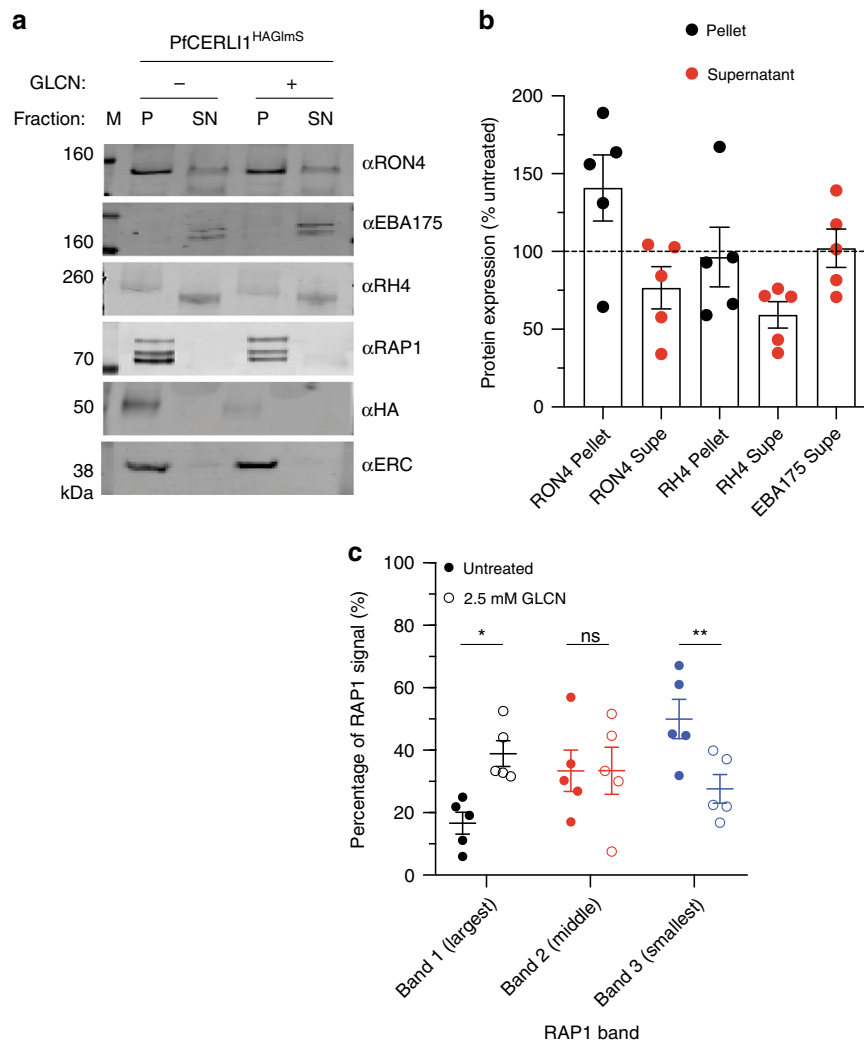 a
PfCERLI1HAGlmS
GLCN: – +
Fraction: M P SN P SN
160 αRON4
αEBA175
160
260 αRH4
αRAP1
70
50 αHA
αERC
38
kDa
b
Pellet
Supernatant
Protein expression (% untreated)
200
150
100
50
0
RON4 Pellet
RON4 Supe
RH4 Pellet
RH4 Supe
EBA175 Supe
c
Untreated
2.5 mM GLCN
Percentage of RAP1 signal (%)
100
80
60
40
20
0
* ns **
Band 1 (largest)
Band 2 (middle)
Band 3 (smallest)
RAP1 band